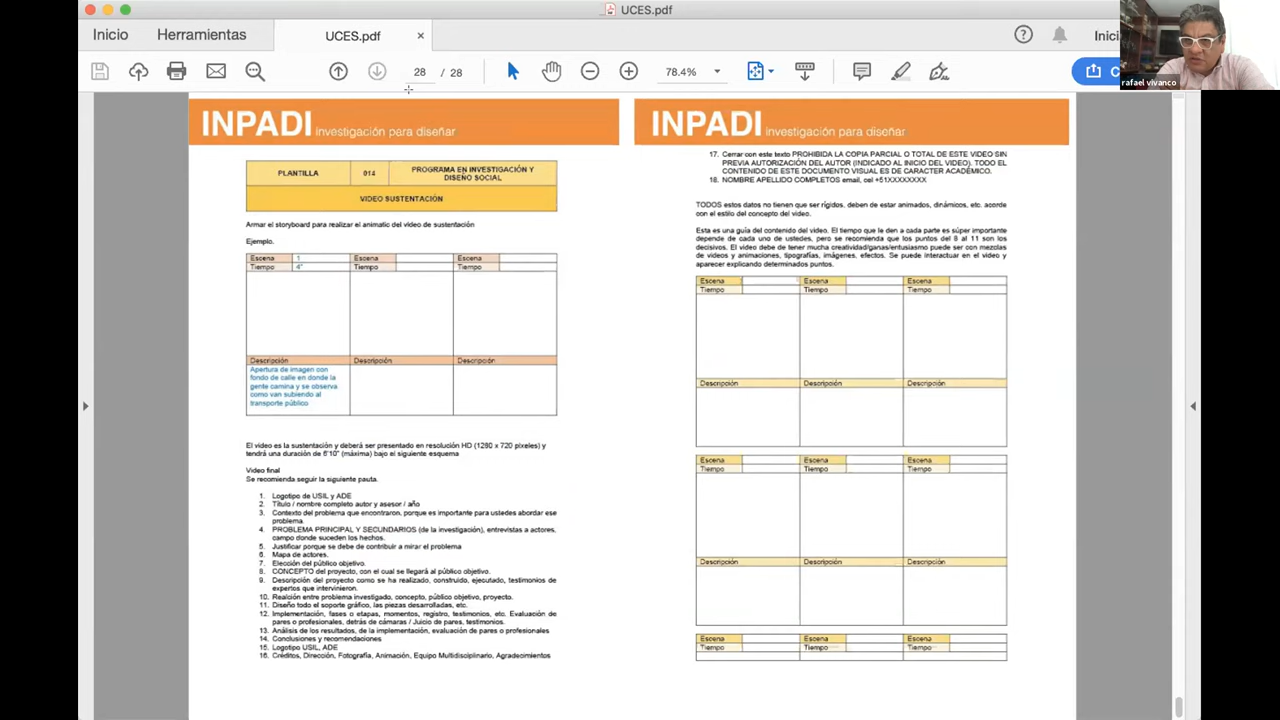 UCES.pdf
Inicio
Herramientas
UCES.pdf
×
Inici
28 / 28
78.4%
rafael vivanco
INPADI investigación para diseñar
PLANTILLA
014
PROGRAMA EN INVESTIGACIÓN Y
DISEÑO SOCIAL
VIDEO SUSTENTACIÓN
Armar el storyboard para realizar el animatic del video de sustentación
Ejemplo.
Escena 1 Escena Escena
Tiempo 4" Tiempo Tiempo
Descripción Descripción Descripción
Apertura de imagen con
fondo de calle en donde la
gente camina y se observa
como van subiendo al
transporte público
El video es la sustentación y deberá ser presentado en resolución HD (1280 x 720 pixeles) y
tendrá una duración de 6'10" (máxima) bajo el siguiente esquema
Video final
Se recomienda seguir la siguiente pauta.
1. Logotipo de USIL y ADE
2. Título / nombre completo autor y asesor / año
3. Contexto del problema que encontraron, porque es importante para ustedes abordar ese
problema.
4. PROBLEMA PRINCIPAL Y SECUNDARIOS (de la investigación), entrevistas a actores,
campo donde suceden los hechos.
5. Justificar porque se debe de contribuir a mirar el problema
6. Mapa de actores.
7. Elección del público objetivo.
8. CONCEPTO del proyecto, con el cual se llegará al público objetivo.
9. Descripción del proyecto como se ha realizado, construido, ejecutado, testimonios de
expertos que intervinieron.
10. Realción entre problema investigado, concepto, público objetivo, proyecto.
11. Diseño todo el soporte gráfico, las piezas desarrolladas, etc.
12. Implementación, fases o etapas, momentos, registro, testimonios, etc. Evaluación de
pares o profesionales, detrás de cámaras / Juicio de pares, testimonios.
13. Análisis de los resultados, de la implementación, evaluación de pares o profesionales
14. Conclusiones y recomendaciones
15. Logotipo USIL, ADE
16. Créditos, Dirección, Fotografía, Animación, Equipo Multidisciplinario, Agradecimientos
INPADI investigación para diseñar
17. Cerrar con este texto PROHIBIDA LA COPIA PARCIAL O TOTAL DE ESTE VIDEO SIN
PREVIA AUTORIZACIÓN DEL AUTOR (INDICADO AL INICIO DEL VIDEO). TODO EL
CONTENIDO DE ESTE DOCUMENTO VISUAL ES DE CARACTER ACADÉMICO.
18. NOMBRE APELLIDO COMPLETOS email, cel +51XXXXXXXX
TODOS estos datos no tienen que ser rígidos, deben de estar animados, dinámicos, etc. acorde
con el estilo del concepto del video.
Esta es una guía del contenido del video. El tiempo que le den a cada parte es súper importante
depende de cada uno de ustedes, pero se recomienda que los puntos del 8 al 11 son los
decisivos. El video debe de tener mucha creatividad/ganas/entusiasmo puede ser con mezclas
de videos y animaciones, tipografías, imágenes, efectos. Se puede interactuar en el video y
aparecer explicando determinados puntos.
Escena Escena Escena
Tiempo Tiempo Tiempo
Descripción Descripción Descripción
Escena Escena Escena
Tiempo Tiempo Tiempo
Descripción Descripción Descripción
Escena Escena Escena
Tiempo Tiempo Tiempo